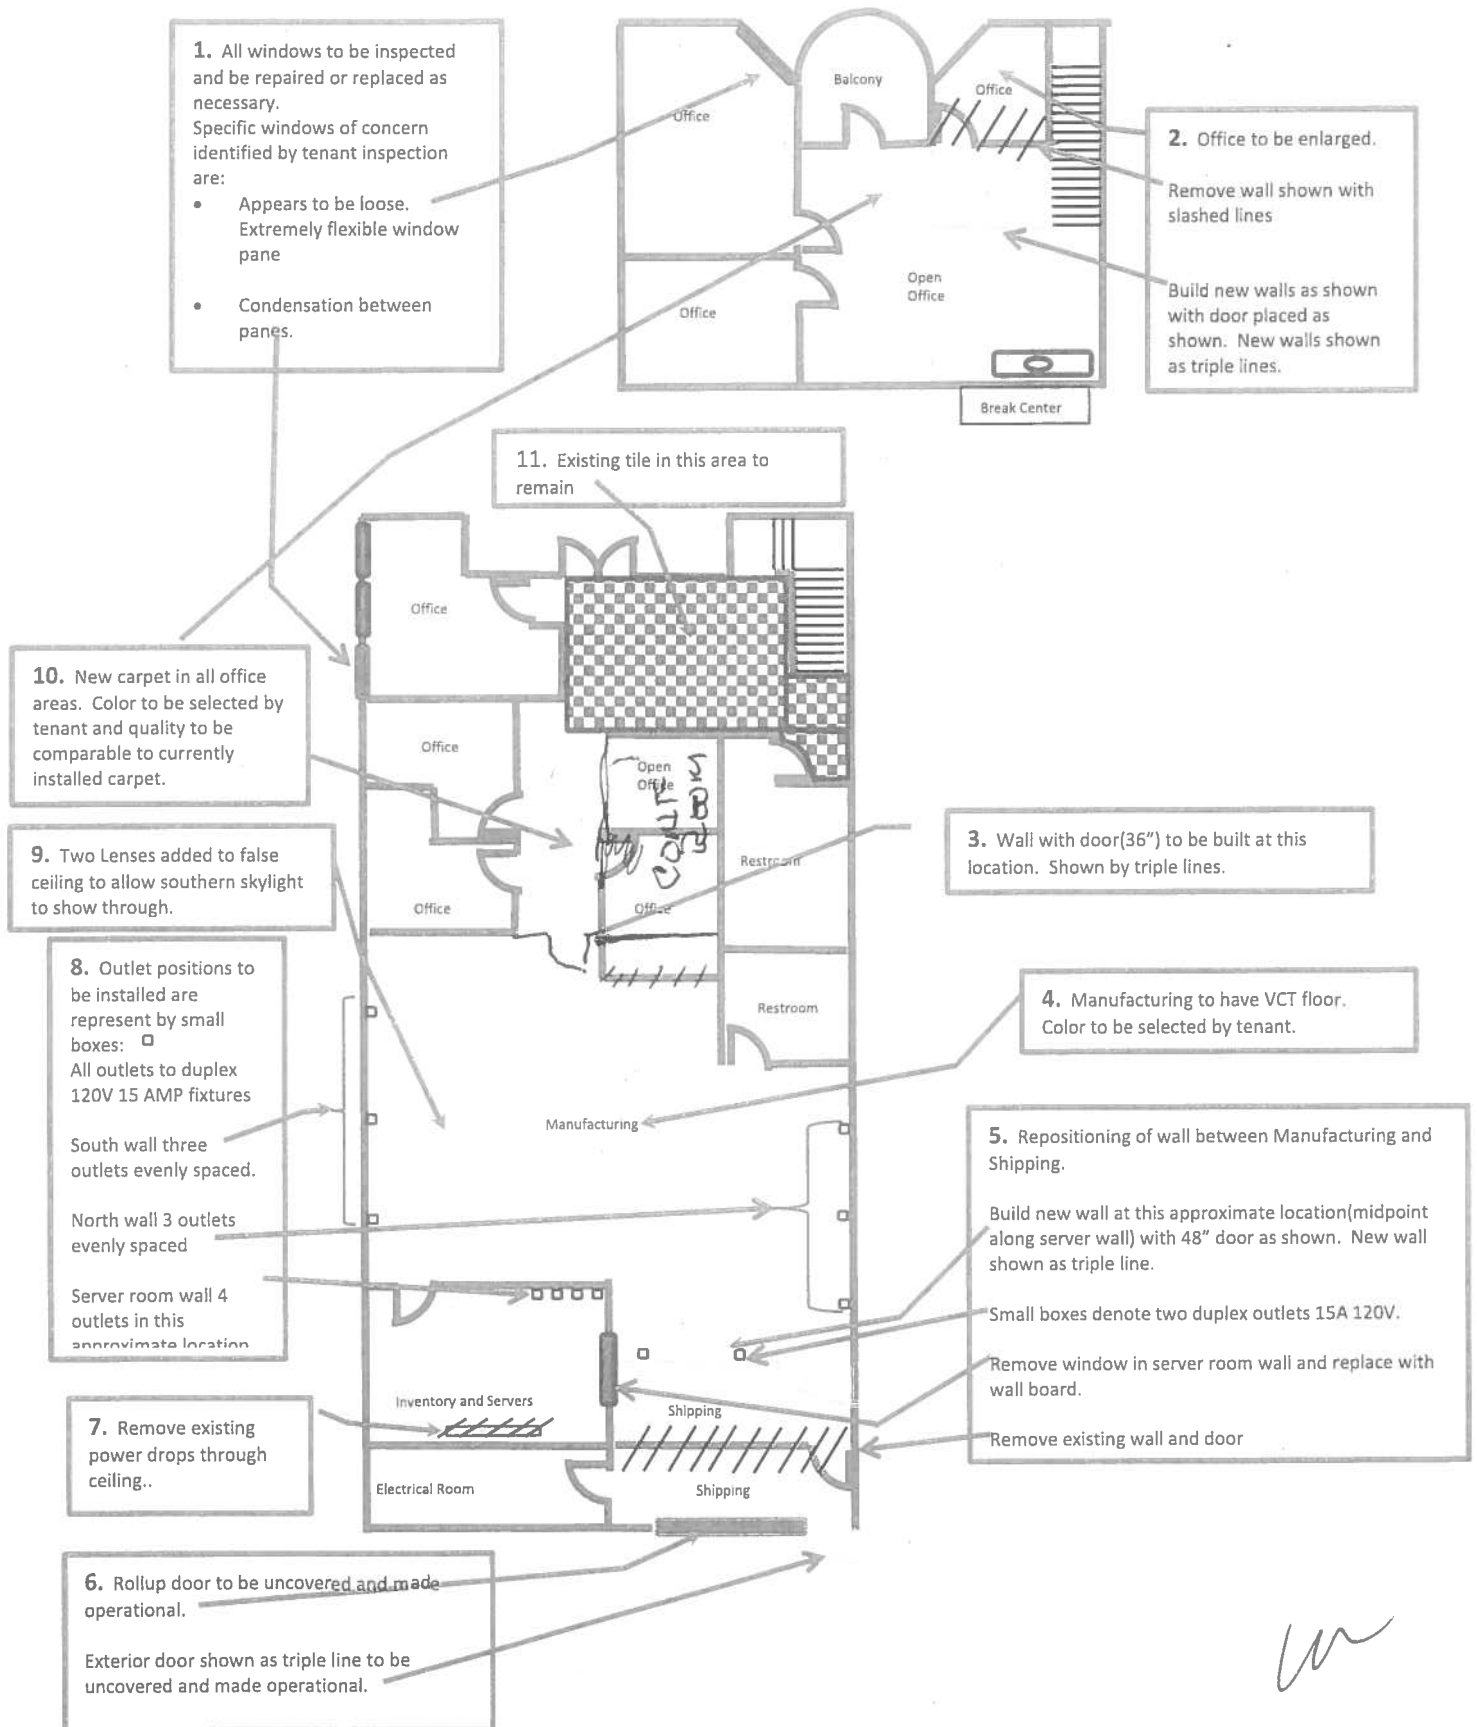 1. All windows to be inspected
and be repaired or replaced as
necessary.
Specific windows of concern
identified by tenant inspection
are:
• Appears to be loose.
Extremely flexible window
pane
• Condensation between
panes.
Balcony
Office
Office
Office
Open
Office
Break Center
2. Office to be enlarged.
Remove wall shown with
slashed lines
Build new walls as shown
with door placed as
shown. New walls shown
as triple lines.
11. Existing tile in this area to
remain
Office
10. New carpet in all office
areas. Color to be selected by
tenant and quality to be
comparable to currently
installed carpet.
Office
Open
Office
CONF
ROOM
Restroom
Office
Office
3. Wall with door(36") to be built at this
location. Shown by triple lines.
9. Two Lenses added to false
ceiling to allow southern skylight
to show through.
8. Outlet positions to
be installed are
represent by small
boxes:
All outlets to duplex
120V 15 AMP fixtures
South wall three
outlets evenly spaced.
North wall 3 outlets
evenly spaced
Server room wall 4
outlets in this
approximate location
Restroom
4. Manufacturing to have VCT floor.
Color to be selected by tenant.
Manufacturing
5. Repositioning of wall between Manufacturing and
Shipping.
Build new wall at this approximate location(midpoint
along server wall) with 48" door as shown. New wall
shown as triple line.
Small boxes denote two duplex outlets 15A 120V.
Remove window in server room wall and replace with
wall board.
Remove existing wall and door
Inventory and Servers
Shipping
7. Remove existing
power drops through
ceiling..
Electrical Room
Shipping
6. Rollup door to be uncovered and made
operational.
Exterior door shown as triple line to be
uncovered and made operational.